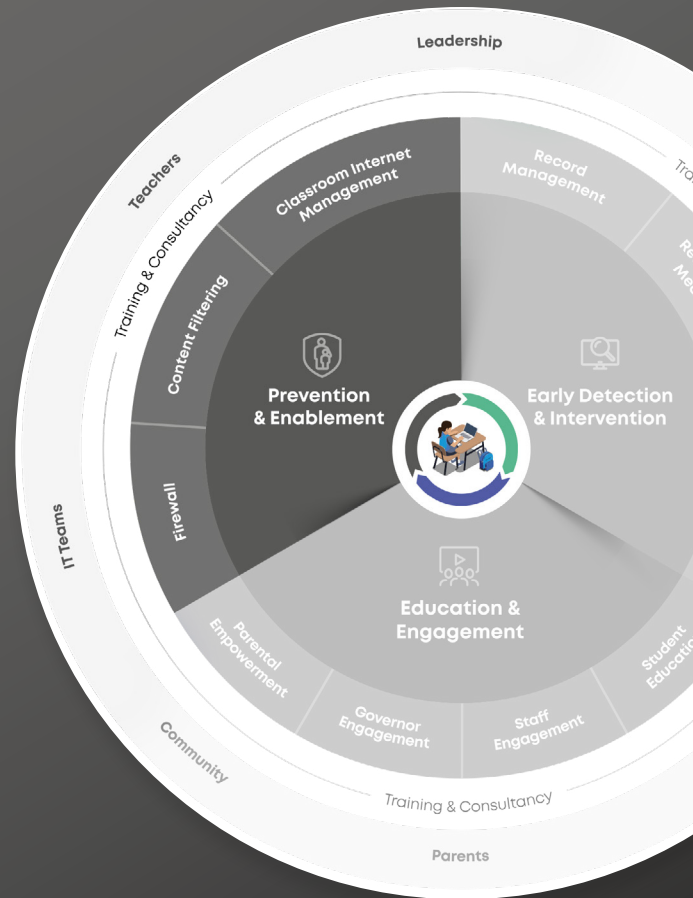 Leadership
Teachers
Training & Consultancy
Classroom Internet
Management
Record
Management
Content Filtering
Prevention
& Enablement
Early Detection
& Intervention
Firewall
IT Teams
Education &
Engagement
Parental
Empowerment
Governor
Engagement
Staff
Engagement
Student
Community
Training & Consultancy
Parents